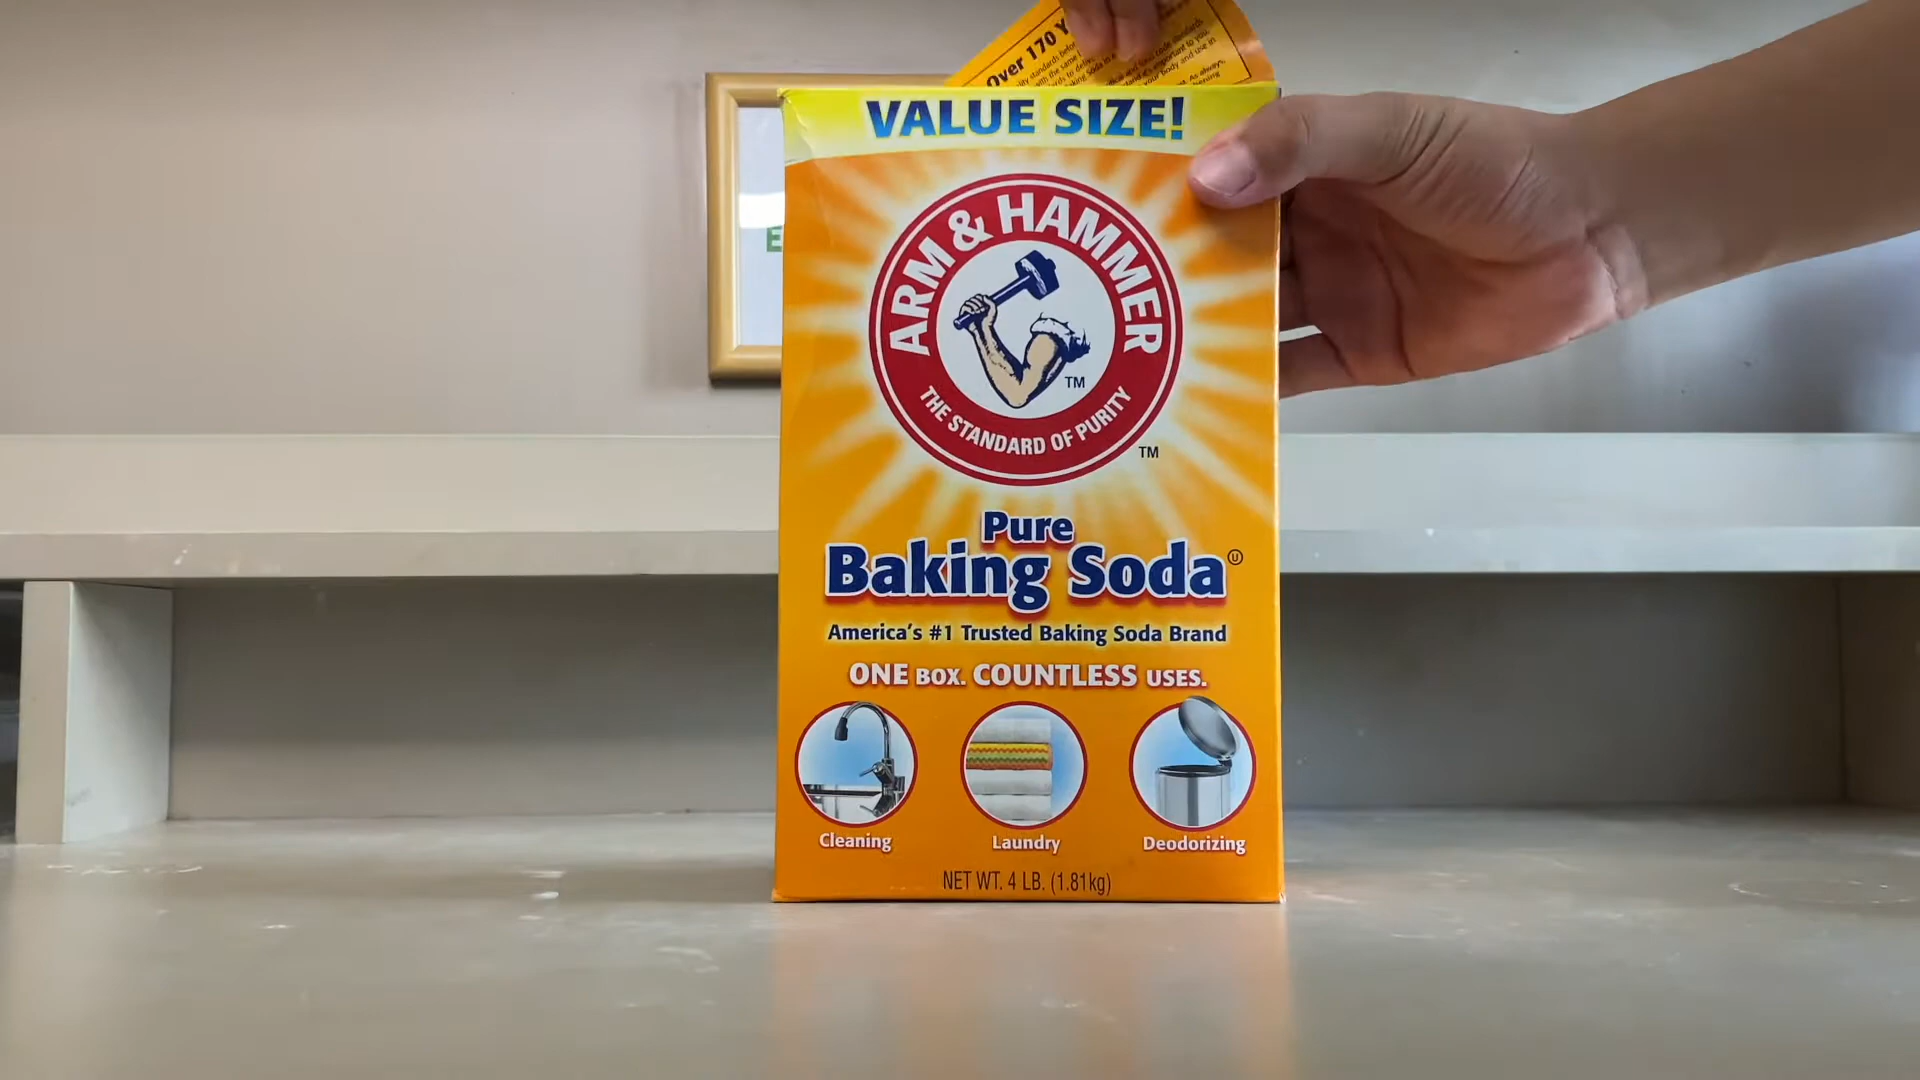 Over 170 Y
VALUE SIZE!
ARM & HAMMER
TM
THE STANDARD OF PURITY
TM
Pure
Baking Soda Ⓤ
America's #1 Trusted Baking Soda Brand
ONE BOX. COUNTLESS USES.
Cleaning Laundry Deodorizing
NET WT. 4 LB. (1.81kg)